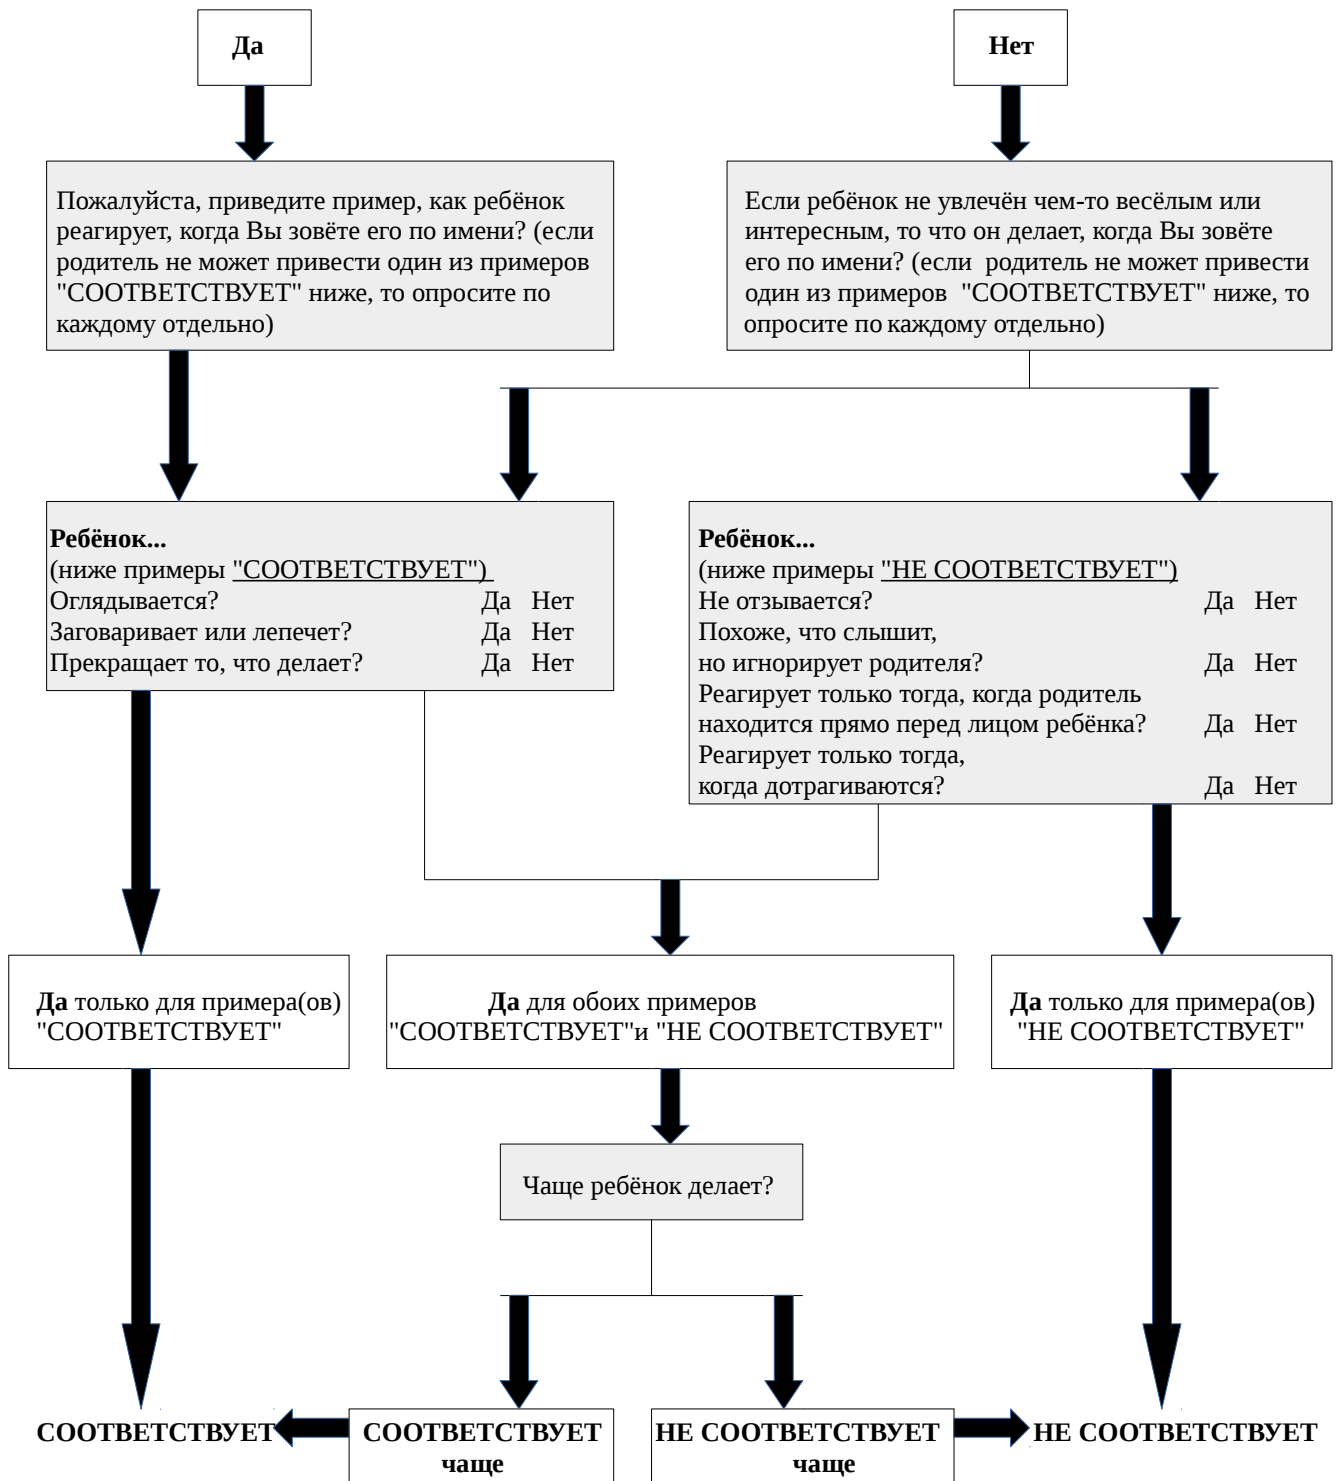 Да
Нет
Пожалуйста, приведите пример, как ребёнок
реагирует, когда Вы зовёте его по имени? (если
родитель не может привести один из примеров
"СООТВЕТСТВУЕТ" ниже, то опросите по
каждому отдельно)
Если ребёнок не увлечён чем-то весёлым или
интересным, то что он делает, когда Вы зовёте
его по имени? (если родитель не может привести
один из примеров "СООТВЕТСТВУЕТ" ниже, то
опросите по каждому отдельно)
Ребёнок...
(ниже примеры "СООТВЕТСТВУЕТ")
Оглядывается? Да Нет
Заговаривает или лепечет? Да Нет
Прекращает то, что делает? Да Нет
Ребёнок...
(ниже примеры "НЕ СООТВЕТСТВУЕТ")
Не отзывается? Да Нет
Похоже, что слышит,
но игнорирует родителя? Да Нет
Реагирует только тогда, когда родитель
находится прямо перед лицом ребёнка? Да Нет
Реагирует только тогда,
когда дотрагиваются? Да Нет
Да только для примера(ов)
"СООТВЕТСТВУЕТ"
Да для обоих примеров
"СООТВЕТСТВУЕТ"и "НЕ СООТВЕТСТВУЕТ"
Да только для примера(ов)
"НЕ СООТВЕТСТВУЕТ"
Чаще ребёнок делает?
СООТВЕТСТВУЕТ
СООТВЕТСТВУЕТ
чаще
НЕ СООТВЕТСТВУЕТ
чаще
НЕ СООТВЕТСТВУЕТ